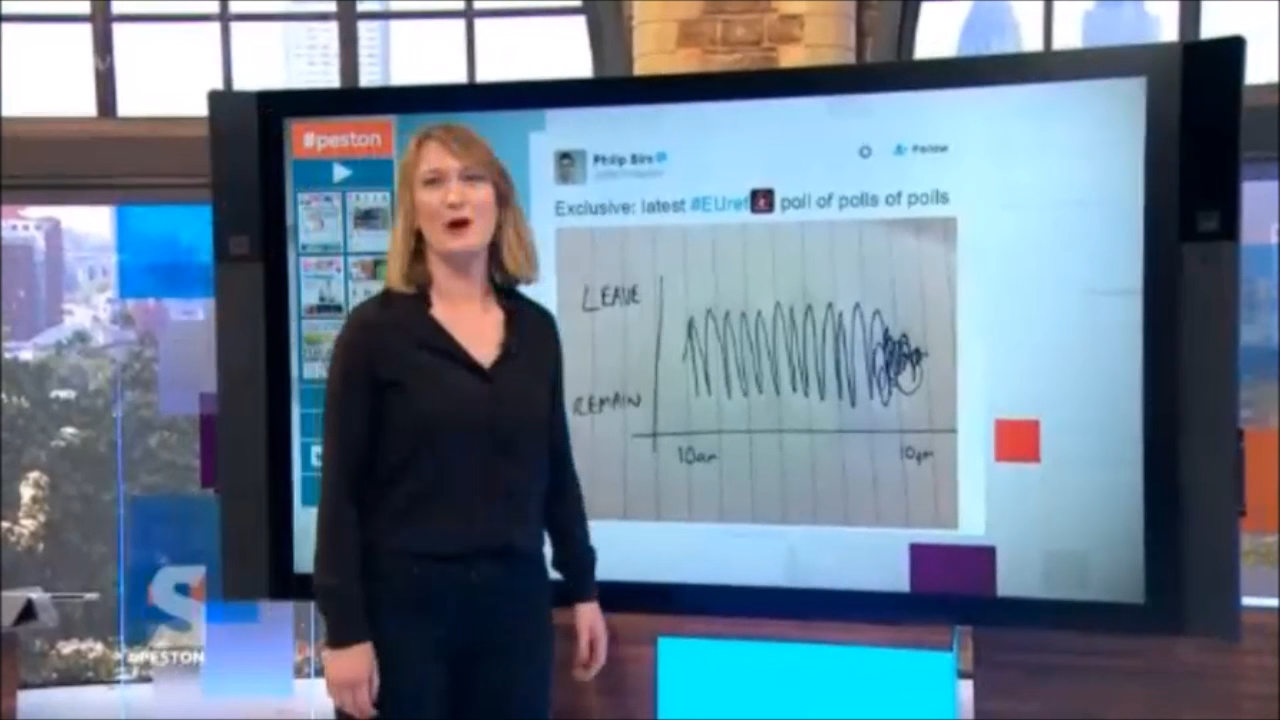 #peston
Philip Sim
Follow
Exclusive: latest #EUref poll of polls of polls
LEAVE
REMAIN
10am
10pm
S
#PESTON